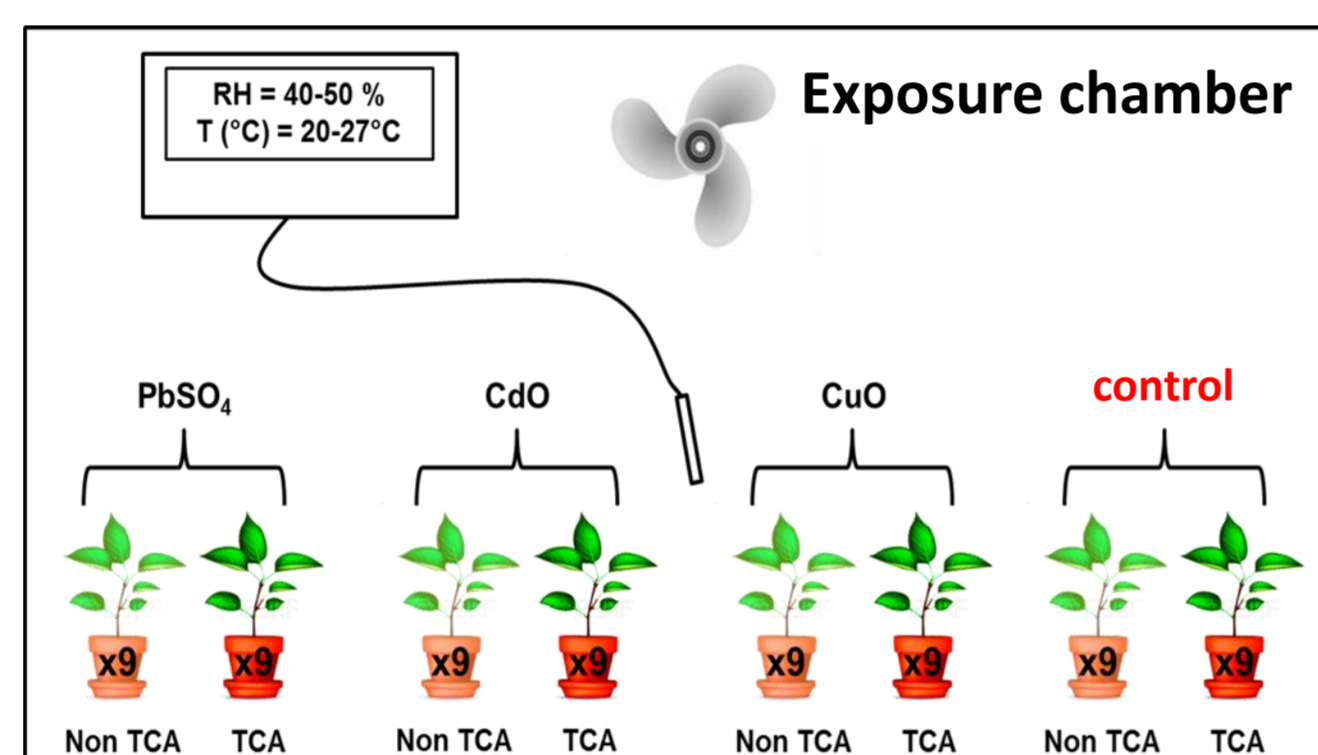 RH = 40-50 %
T (°C) = 20-27°C
Exposure chamber
PbSO₄
CdO
CuO
control
x9 x9 x9 x9 x9 x9 x9 x9
Non TCA TCA Non TCA TCA Non TCA TCA Non TCA TCA